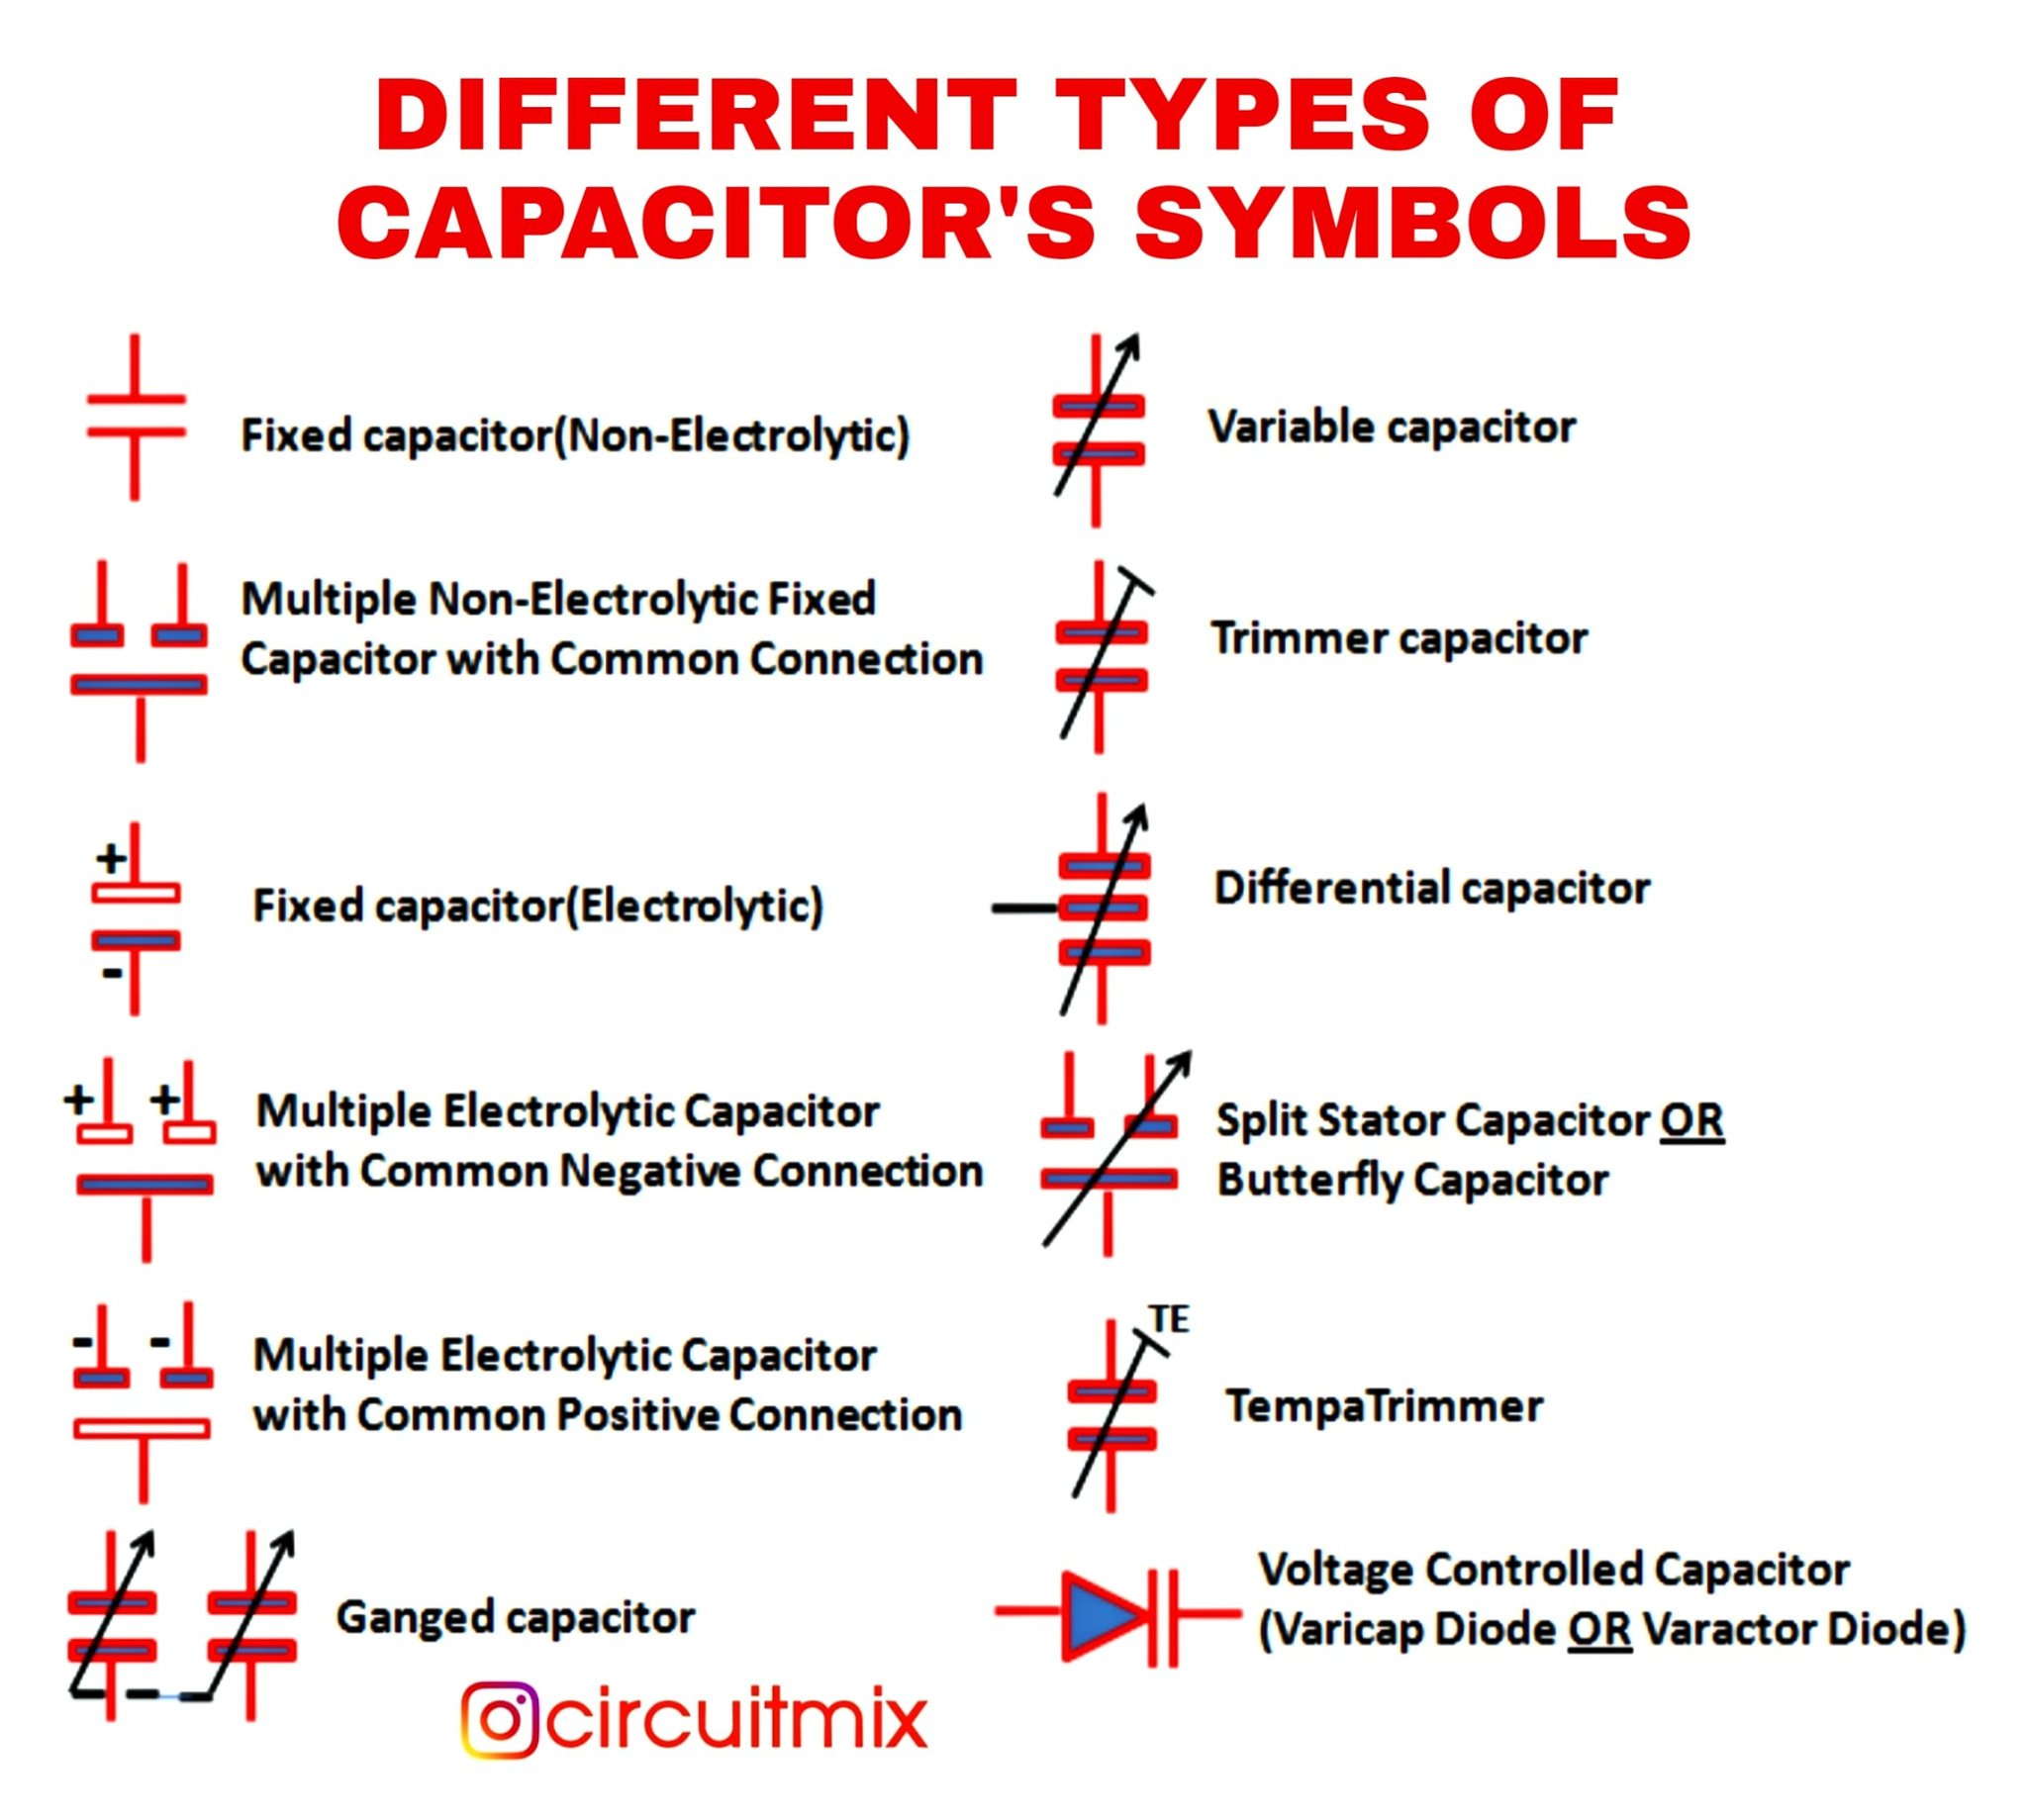 DIFFERENT TYPES OF
CAPACITOR'S SYMBOLS
Fixed capacitor(Non-Electrolytic)
Multiple Non-Electrolytic Fixed
Capacitor with Common Connection
+
-
Fixed capacitor(Electrolytic)
+ +
Multiple Electrolytic Capacitor
with Common Negative Connection
- -
Multiple Electrolytic Capacitor
with Common Positive Connection
Ganged capacitor
Variable capacitor
Trimmer capacitor
Differential capacitor
Split Stator Capacitor OR
Butterfly Capacitor
TE
TempaTrimmer
Voltage Controlled Capacitor
(Varicap Diode OR Varactor Diode)
circuitmix